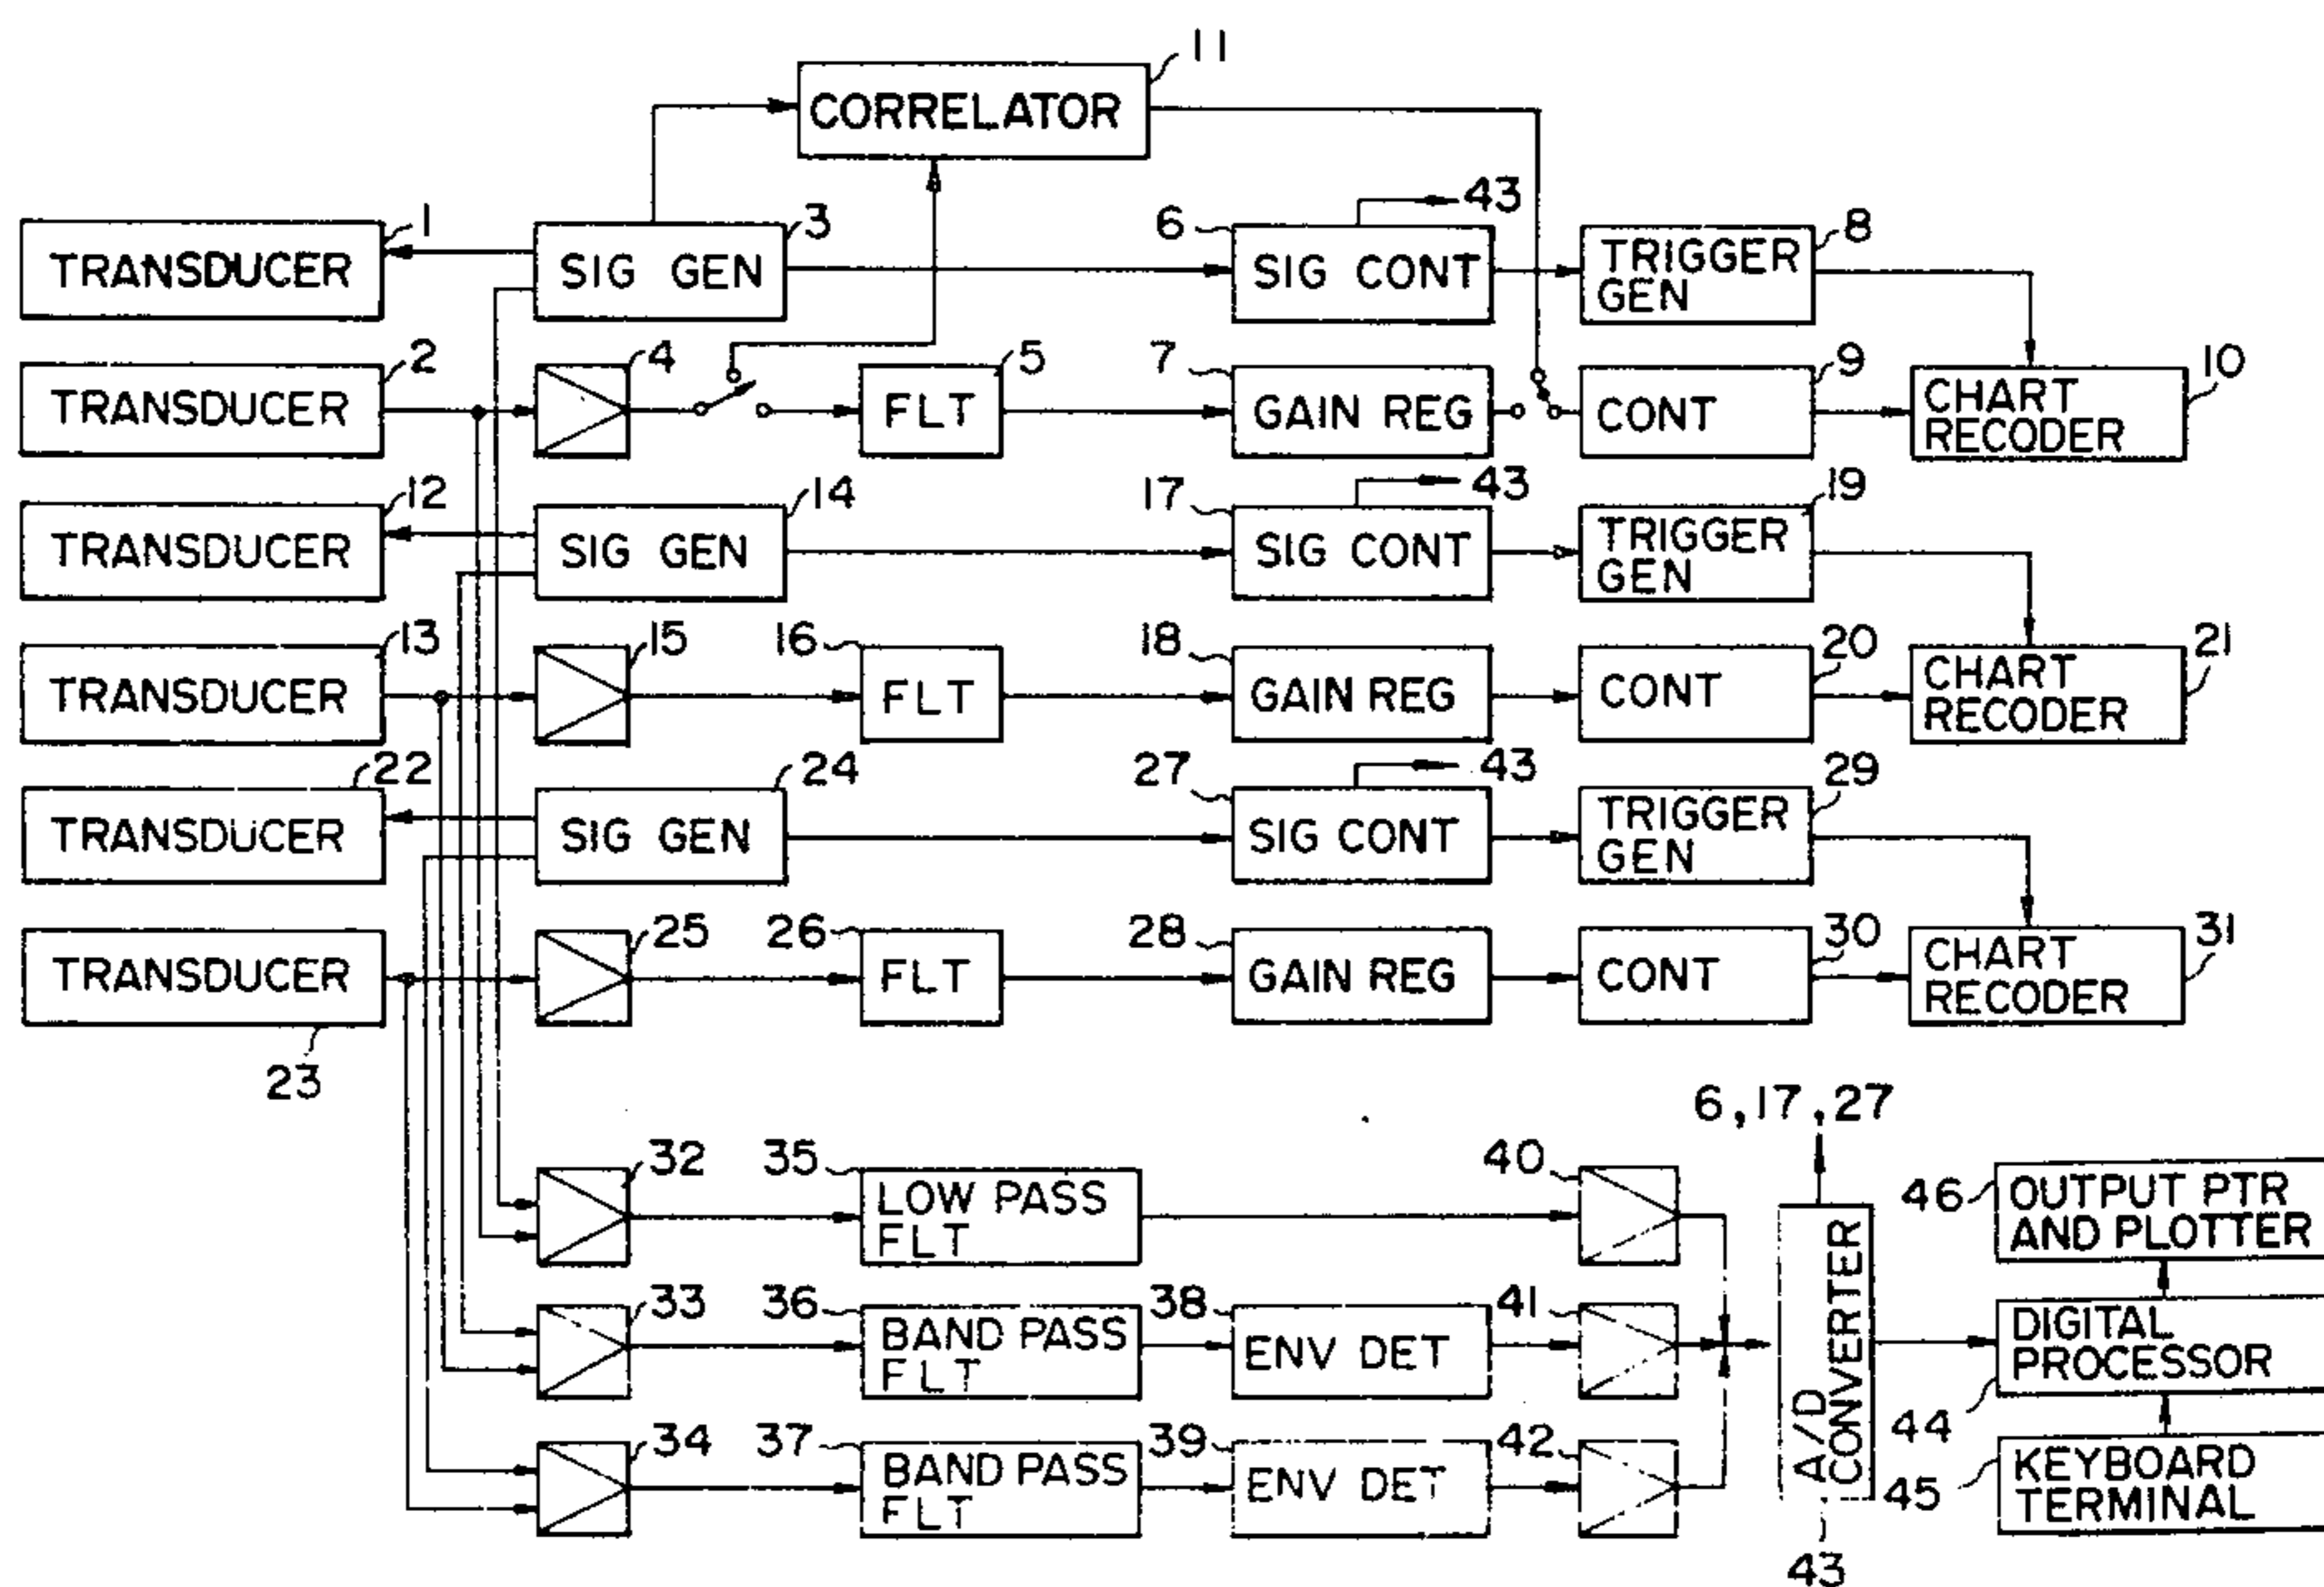 11
CORRELATOR
43
1
3
6
8
TRANSDUCER
SIG GEN
SIG CONT
TRIGGER
GEN
2
4
5
7
9
10
TRANSDUCER
FLT
GAIN REG
CONT
CHART
RECODER
12
14
17
43
19
TRANSDUCER
SIG GEN
SIG CONT
TRIGGER
GEN
13
15
16
18
20
21
TRANSDUCER
FLT
GAIN REG
CONT
CHART
RECODER
22
24
27
43
29
TRANSDUCER
SIG GEN
SIG CONT
TRIGGER
GEN
25
26
28
30
31
TRANSDUCER
FLT
GAIN REG
CONT
CHART
RECODER
23
6,17,27
32
35
40
46
LOW PASS
FLT
OUTPUT PTR
AND PLOTTER
33
36
38
41
BAND PASS
FLT
ENV DET
A/D
CONVERTER
DIGITAL
PROCESSOR
44
34
37
39
42
BAND PASS
FLT
ENV DET
45
KEYBOARD
TERMINAL
43